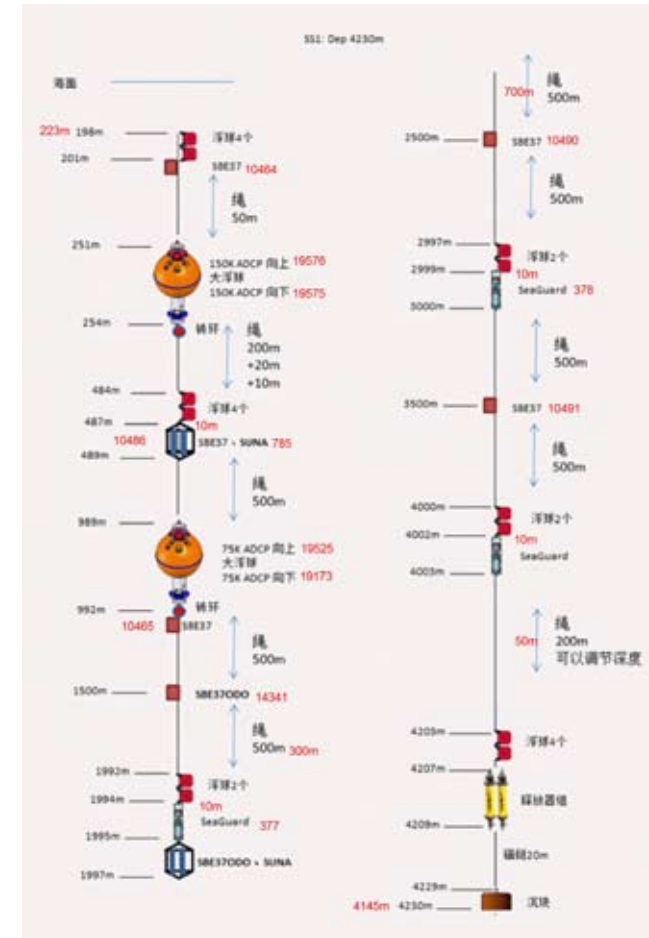 SS1: Dep 4230m
海面
223m 198m
浮球4个
201m
SBE37 10464
绳
50m
251m
150K ADCP 向上 19576
大浮球
150K ADCP 向下 19575
254m
转环
绳
200m
+20m
+10m
484m
浮球4个
487m
10m
10486
SBE37、SUNA 785
489m
绳
500m
989m
75K ADCP 向上 19525
大浮球
75K ADCP 向下 19173
992m
转环
10465
SBE37
绳
500m
1500m
SBE37ODO 14341
绳
500m 300m
1992m
浮球2个
1994m
10m
SeaGuard 377
1995m
SBE37ODO、SUNA
1997m
700m
绳
500m
2500m
SBE37 10490
绳
500m
2997m
浮球2个
2999m
10m
SeaGuard 378
3000m
绳
500m
3500m
SBE37 10491
绳
500m
4000m
浮球2个
4002m
10m
SeaGuard
4003m
绳
50m 200m
可以调节深度
4203m
浮球4个
4207m
释放器组
4209m
锚链20m
4229m
4145m 4230m
沉块